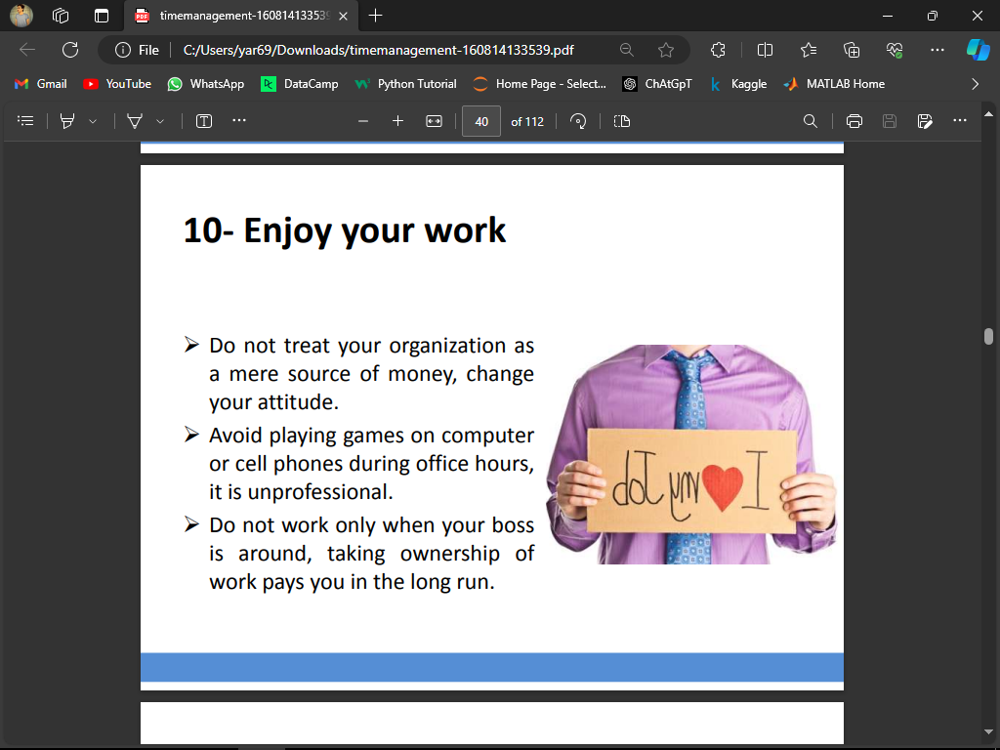 timemanagement-16081413353
File
C:/Users/yar69/Downloads/timemanagement-160814133539.pdf
Gmail
YouTube
WhatsApp
DataCamp
Python Tutorial
Home Page - Select...
ChAtGpT
Kaggle
MATLAB Home
40 of 112
10- Enjoy your work
➢ Do not treat your organization as
a mere source of money, change
your attitude.
➢ Avoid playing games on computer
or cell phones during office hours,
it is unprofessional.
➢ Do not work only when your boss
is around, taking ownership of
work pays you in the long run.
I ♥ my Job